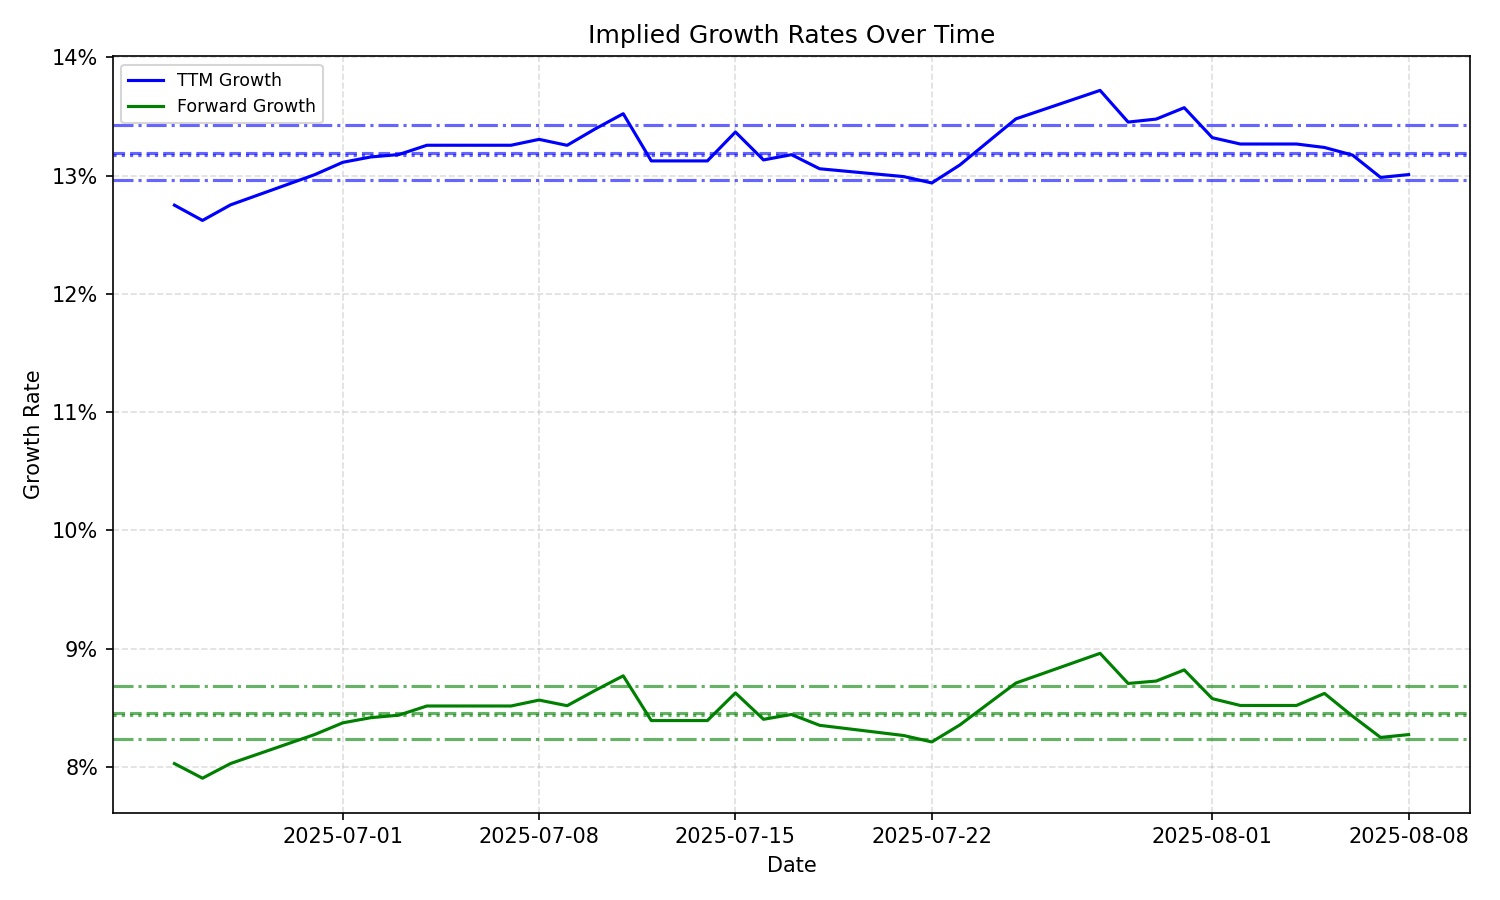 Implied Growth Rates Over Time
TTM Growth
Forward Growth
Growth Rate
14%
13%
12%
11%
10%
9%
8%
2025-07-01
2025-07-08
2025-07-15
2025-07-22
2025-08-01
2025-08-08
Date